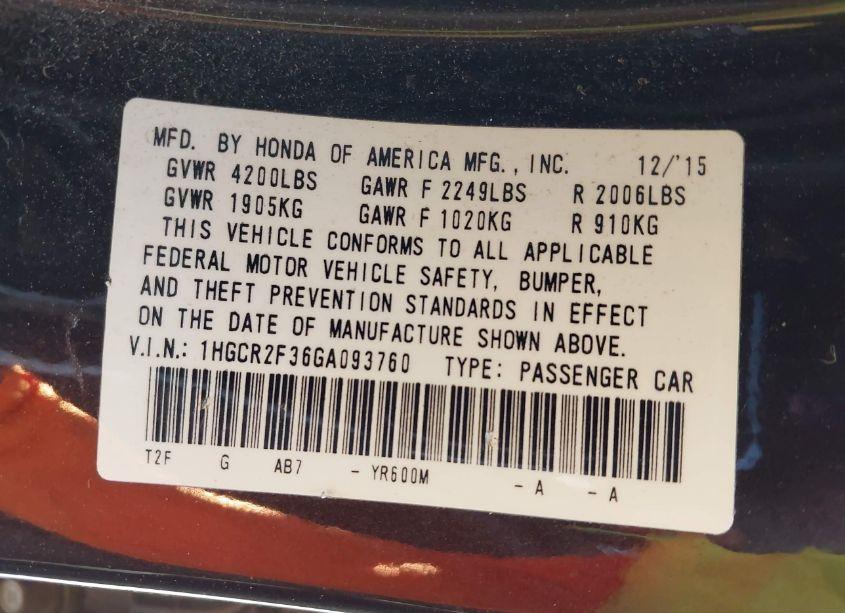 MFD. BY HONDA OF AMERICA MFG., INC. 12/'15
GVWR 4200LBS GAWR F 2249LBS R 2006LBS
GVWR 1905KG GAWR F 1020KG R 910KG
THIS VEHICLE CONFORMS TO ALL APPLICABLE
FEDERAL MOTOR VEHICLE SAFETY, BUMPER,
AND THEFT PREVENTION STANDARDS IN EFFECT
ON THE DATE OF MANUFACTURE SHOWN ABOVE.
V.I.N.: 1HGCR2F36GA093760 TYPE: PASSENGER CAR
T2F G AB7 - YR600M - A - A